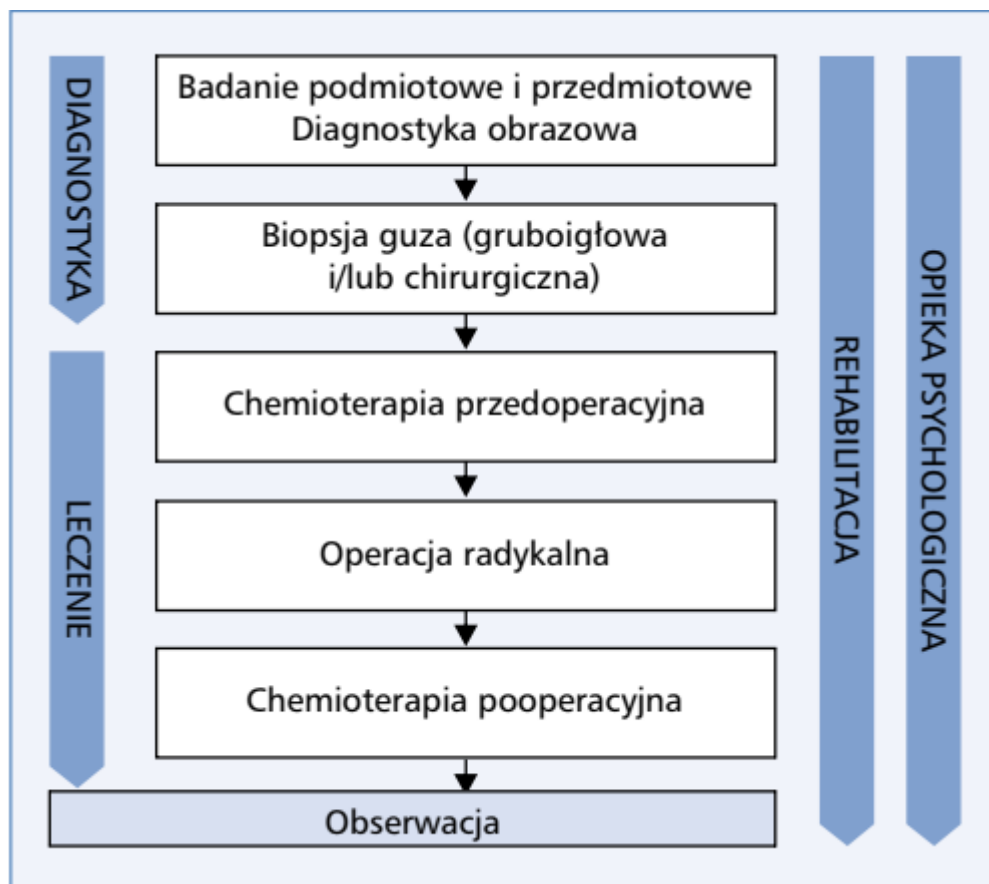 DIAGNOSTYKA
Badanie podmiotowe i przedmiotowe
Diagnostyka obrazowa
Biopsja guza (gruboigłowa
i/lub chirurgiczna)
LECZENIE
Chemioterapia przedoperacyjna
Operacja radykalna
Chemioterapia pooperacyjna
Obserwacja
REHABILITACJA
OPIEKA PSYCHOLOGICZNA